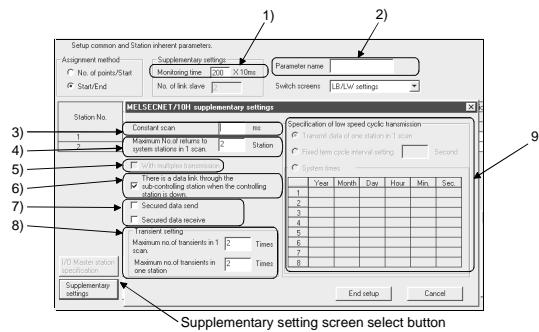 1)
2)
Setup common and Station inherent parameters.
Assignment method
No. of points/Start
Start/End
Supplementary settings
Monitoring time 200 X10ms
No. of link slave 2
Parameter name
Switch screens LB/LW settings
Station No.
1
2
MELSECNET/10H supplementary settings
3)
Constant scan ms
4)
Maximum No.of returns to
system stations in 1 scan. 2 Station
5)
With multiplex transmission
6)
There is a data link through the
sub-controlling station when the controlling
station is down.
7)
Secured data send
Secured data receive
8)
Transient setting
Maximum no.of transients in 1
scan. 2 Times
Maximum no.of transients in
one station 2 Times
9
Specification of low speed cyclic transmission
Transmit data of one station in 1 scan
Fixed term cycle interval setting. Second
System times
Year Month Day Hour Min. Sec.
1
2
3
4
5
6
7
8
I/O Master station
specification
Supplementary
settings
End setup Cancel
Supplementary setting screen select button